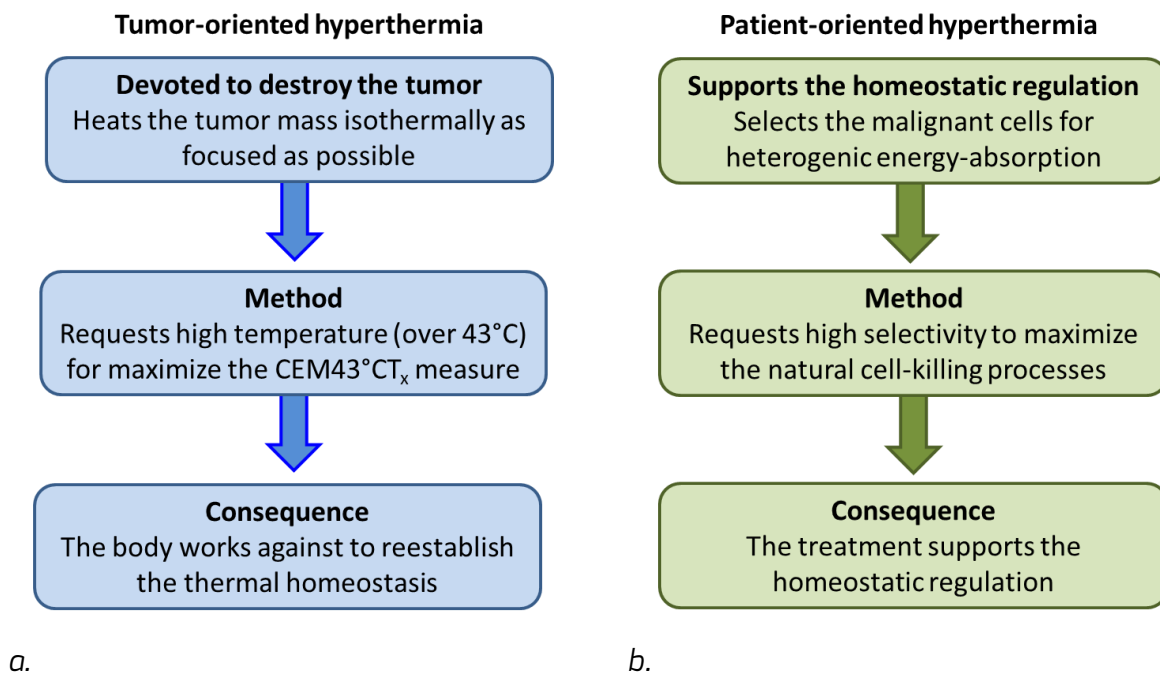 Tumor-oriented hyperthermia
Devoted to destroy the tumor
Heats the tumor mass isothermally as
focused as possible
Method
Requests high temperature (over 43°C)
for maximize the CEM43°CTₓ measure
Consequence
The body works against to reestablish
the thermal homeostasis
a.
Patient-oriented hyperthermia
Supports the homeostatic regulation
Selects the malignant cells for
heterogenic energy-absorption
Method
Requests high selectivity to maximize
the natural cell-killing processes
Consequence
The treatment supports the
homeostatic regulation
b.